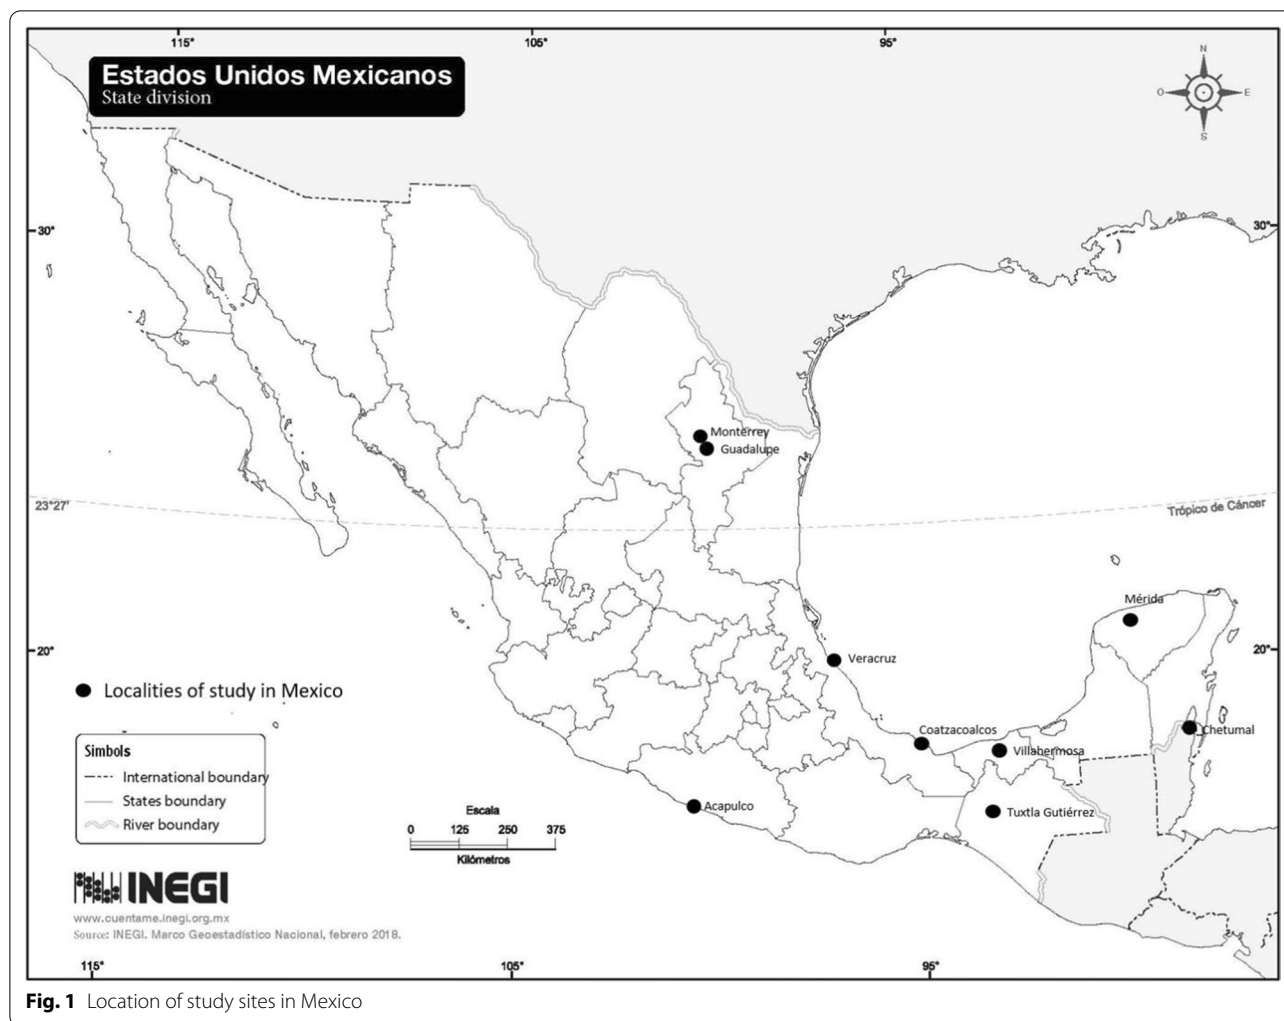 115°
105°
95°
Estados Unidos Mexicanos
State division
N
O
E
S
30°
30°
Monterrey
Guadalupe
23°27'
Trópico de Cáncer
Mérida
20°
20°
Veracruz
Localities of study in Mexico
Coatzacoalcos
Chetumal
Villahermosa
Simbols
International boundary
States boundary
River boundary
Acapulco
Tuxtla Gutiérrez
Escala
0 125 250 375
Kilómetros
INEGI
www.cuentame.inegi.org.mx
Source: INEGI. Marco Geoestadístico Nacional, febrero 2018.
115°
105°
95°
Fig. 1 Location of study sites in Mexico